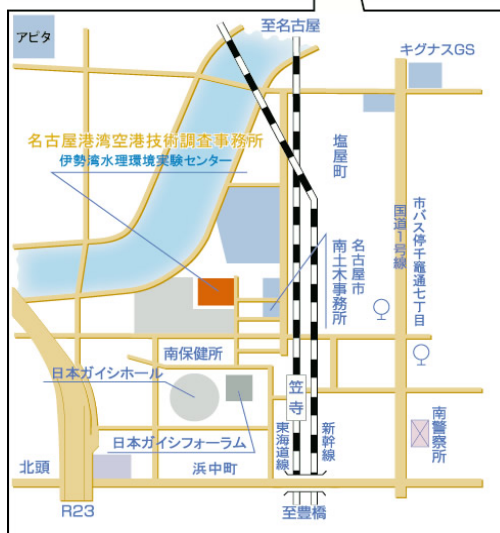 至名古屋
アピタ
キグナスGS
名古屋港湾空港技術調査事務所
伊勢湾水理環境実験センター
塩屋町
国道1号線
市バス停千竈通七丁目
名古屋市
南土木事務所
南保健所
日本ガイシホール
笠寺
日本ガイシフォーラム
東海道線
新幹線
南警察所
北頭
浜中町
R23
至豊橋